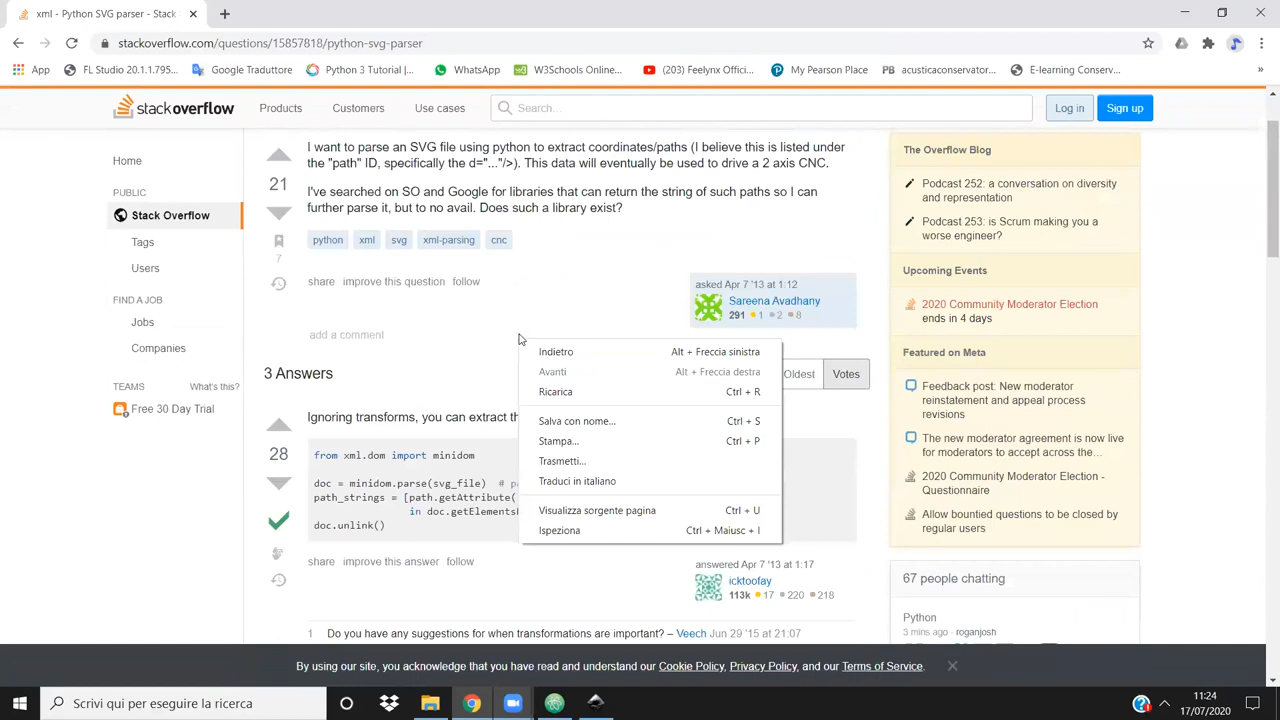 xml - Python SVG parser - Stack
stackoverflow.com/questions/15857818/python-svg-parser
App
FL Studio 20.1.1.795...
Google Traduttore
Python 3 Tutorial |...
WhatsApp
W3Schools Online...
(203) Feelynx Offici...
My Pearson Place
PB acusticaconservator...
E-learning Conserv...
»
stackoverflow
Products
Customers
Use cases
Search...
Log in
Sign up
Home
PUBLIC
Stack Overflow
Tags
Users
FIND A JOB
Jobs
Companies
TEAMS
What's this?
Free 30 Day Trial
I want to parse an SVG file using python to extract coordinates/paths (I believe this is listed under
the "path" ID, specifically the d="..."/>). This data will eventually be used to drive a 2 axis CNC.
21
I've searched on SO and Google for libraries that can return the string of such paths so I can
further parse it, but to no avail. Does such a library exist?
python xml svg xml-parsing cnc
7
share improve this question follow
asked Apr 7 '13 at 1:12
Sareena Avadhany
291 1 2 8
add a comment
3 Answers
Oldest
Votes
Indietro Alt + Freccia sinistra
Avanti Alt + Freccia destra
Ricarica Ctrl + R
Salva con nome... Ctrl + S
Stampa... Ctrl + P
Trasmetti...
Traduci in italiano
Visualizza sorgente pagina Ctrl + U
Ispeziona Ctrl + Maiusc + I
Ignoring transforms, you can extract th
28
from xml.dom import minidom
doc = minidom.parse(svg_file) # p
path_strings = [path.getAttribute(
in doc.getElements
doc.unlink()
share improve this answer follow
answered Apr 7 '13 at 1:17
icktoofay
113k 17 220 218
1 Do you have any suggestions for when transformations are important? – Veech Jun 29 '15 at 21:07
The Overflow Blog
Podcast 252: a conversation on diversity
and representation
Podcast 253: is Scrum making you a
worse engineer?
Upcoming Events
2020 Community Moderator Election
ends in 4 days
Featured on Meta
Feedback post: New moderator
reinstatement and appeal process
revisions
The new moderator agreement is now live
for moderators to accept across the...
2020 Community Moderator Election -
Questionnaire
Allow bountied questions to be closed by
regular users
67 people chatting
Python
3 mins ago - roganjosh
By using our site, you acknowledge that you have read and understand our Cookie Policy, Privacy Policy, and our Terms of Service.
Scrivi qui per eseguire la ricerca
11:24
17/07/2020